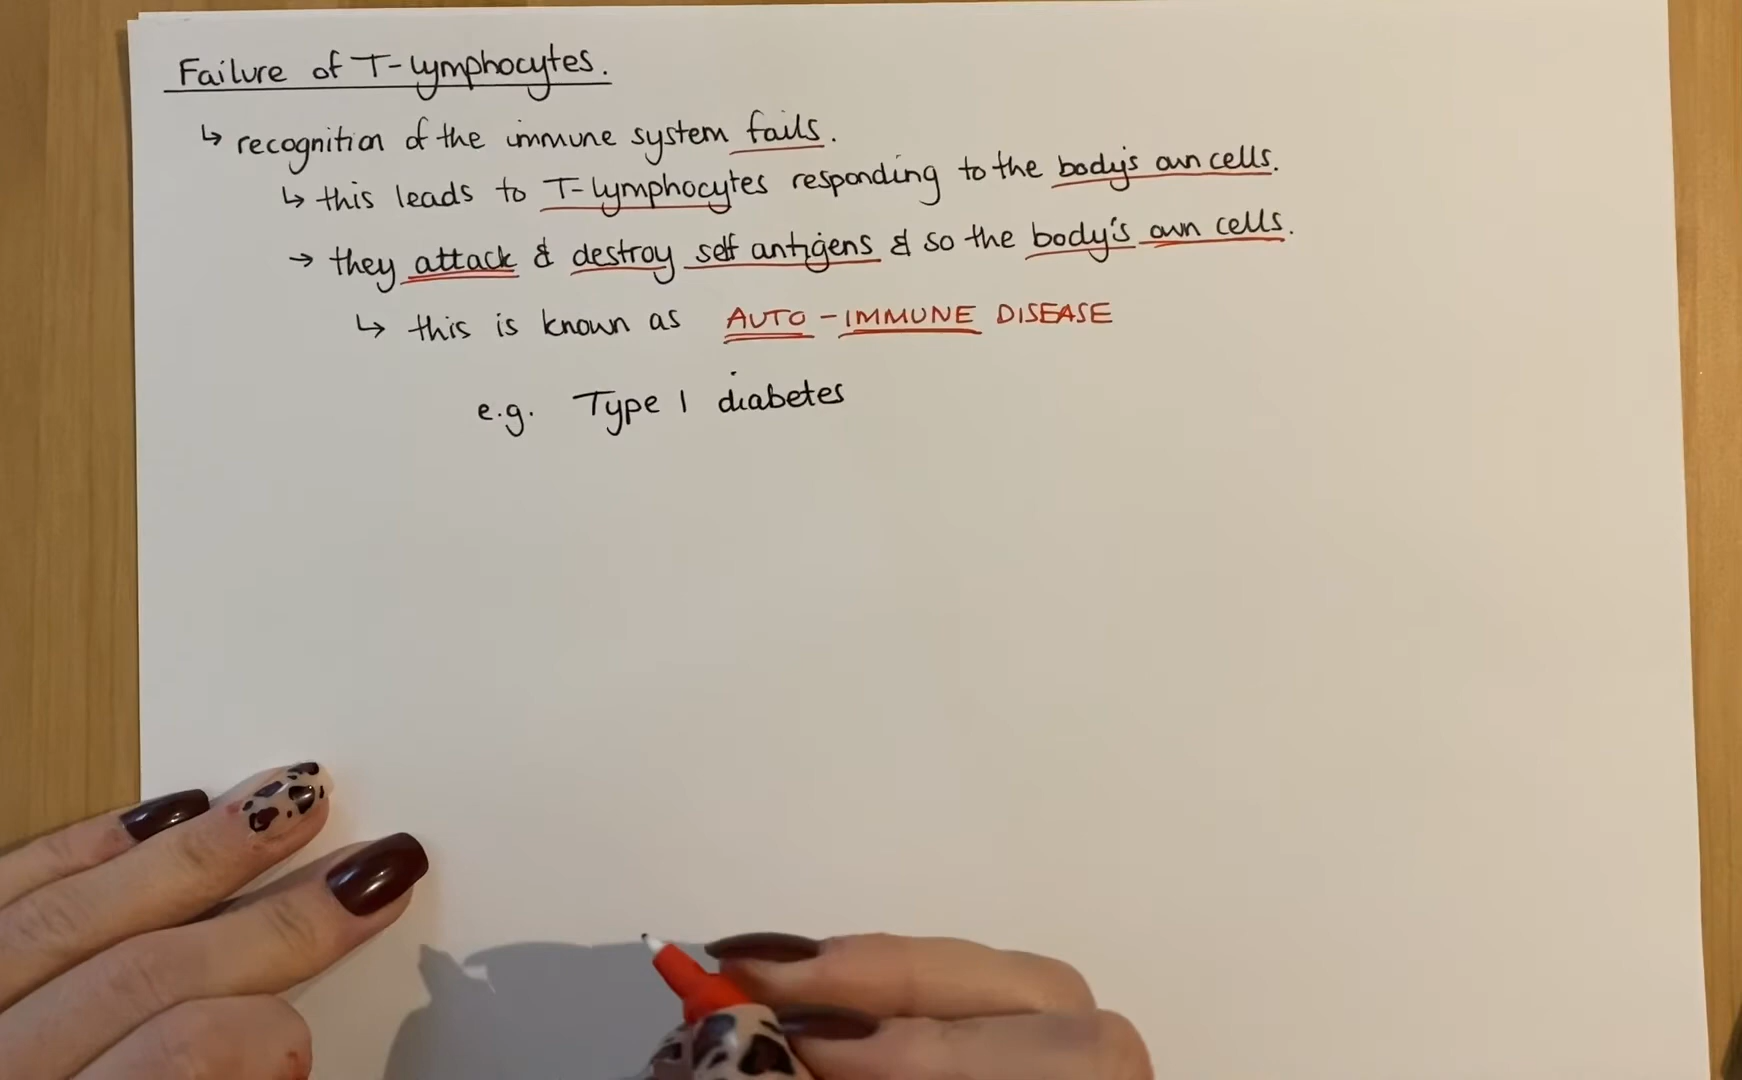 Failure of T-lymphocytes.
↳ recognition of the immune system fails.
↳ this leads to T-lymphocytes responding to the body's own cells.
→ they attack & destroy self antigens & so the body's own cells.
↳ this is known as AUTO-IMMUNE DISEASE
e.g. Type 1 diabetes